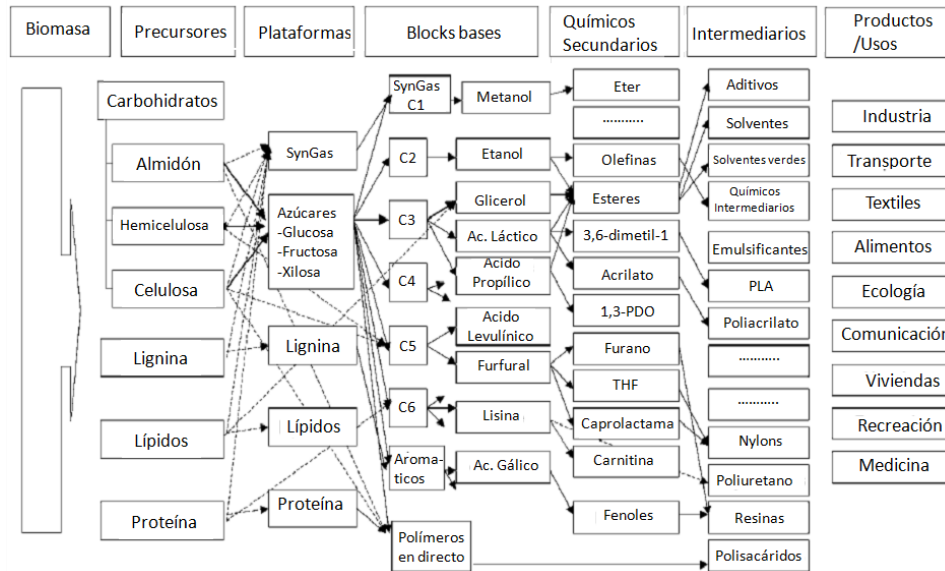 Biomasa
Precursores
Plataformas
Blocks bases
Químicos
Secundarios
Intermediarios
Productos
/Usos
Carbohidratos
Almidón
Hemicelulosa
Celulosa
Lignina
Lípidos
Proteína
SynGas
Azúcares
-Glucosa
-Fructosa
-Xilosa
Lignina
Lípidos
Proteína
SynGas
C1
C2
C3
C4
C5
C6
Aroma-
ticos
Polímeros
en directo
Metanol
Etanol
Glicerol
Ac. Láctico
Acido
Propílico
Acido
Levulínico
Furfural
Lisina
Ac. Gálico
Eter
...........
Olefinas
Esteres
3,6-dimetil-1
Acrilato
1,3-PDO
Furano
THF
Caprolactama
Carnitina
Fenoles
Aditivos
Solventes
Solventes verdes
Químicos
Intermediarios
Emulsificantes
PLA
Poliacrilato
...........
...........
Nylons
Poliuretano
Resinas
Polisacáridos
Industria
Transporte
Textiles
Alimentos
Ecología
Comunicación
Viviendas
Recreación
Medicina